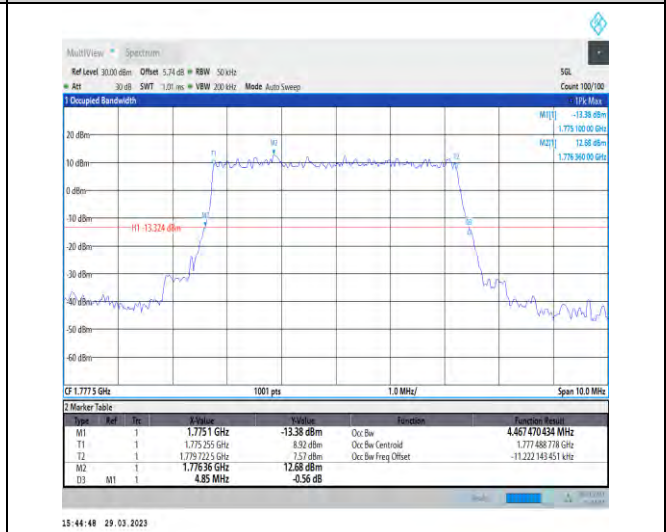 MultiView Spectrum
Ref Level 30.00 dBm Offset 5.74 dB RBW 50 kHz SGL
Att 30 dB SWT 1.01 ms VBW 200 kHz Mode Auto Sweep Count 100/100
1 Occupied Bandwidth 1Pk Max
M1[1] -13.38 dBm
1.775 100 00 GHz
20 dBm M2[1] 12.68 dBm
1.776 360 00 GHz
M2
T1
T2
10 dBm
0 dBm
-10 dBm
M1
H1 -13.324 dBm
-20 dBm
-30 dBm
-40 dBm
-50 dBm
-60 dBm
CF 1.777 5 GHz 1001 pts 1.0 MHz/ Span 10.0 MHz
2 Marker Table
Type Ref Trc X-Value Y-Value Function Function Result
M1 1 1.7751 GHz -13.38 dBm Occ Bw 4.467 470 434 MHz
T1 1 1.775 255 GHz 8.92 dBm Occ Bw Centroid 1.777 488 778 GHz
T2 1 1.779 722 5 GHz 7.57 dBm Occ Bw Freq Offset -11.222 143 451 kHz
M2 1 1.776 36 GHz 12.68 dBm
D3 M1 1 4.85 MHz -0.56 dB
15:44:48 29.03.2023